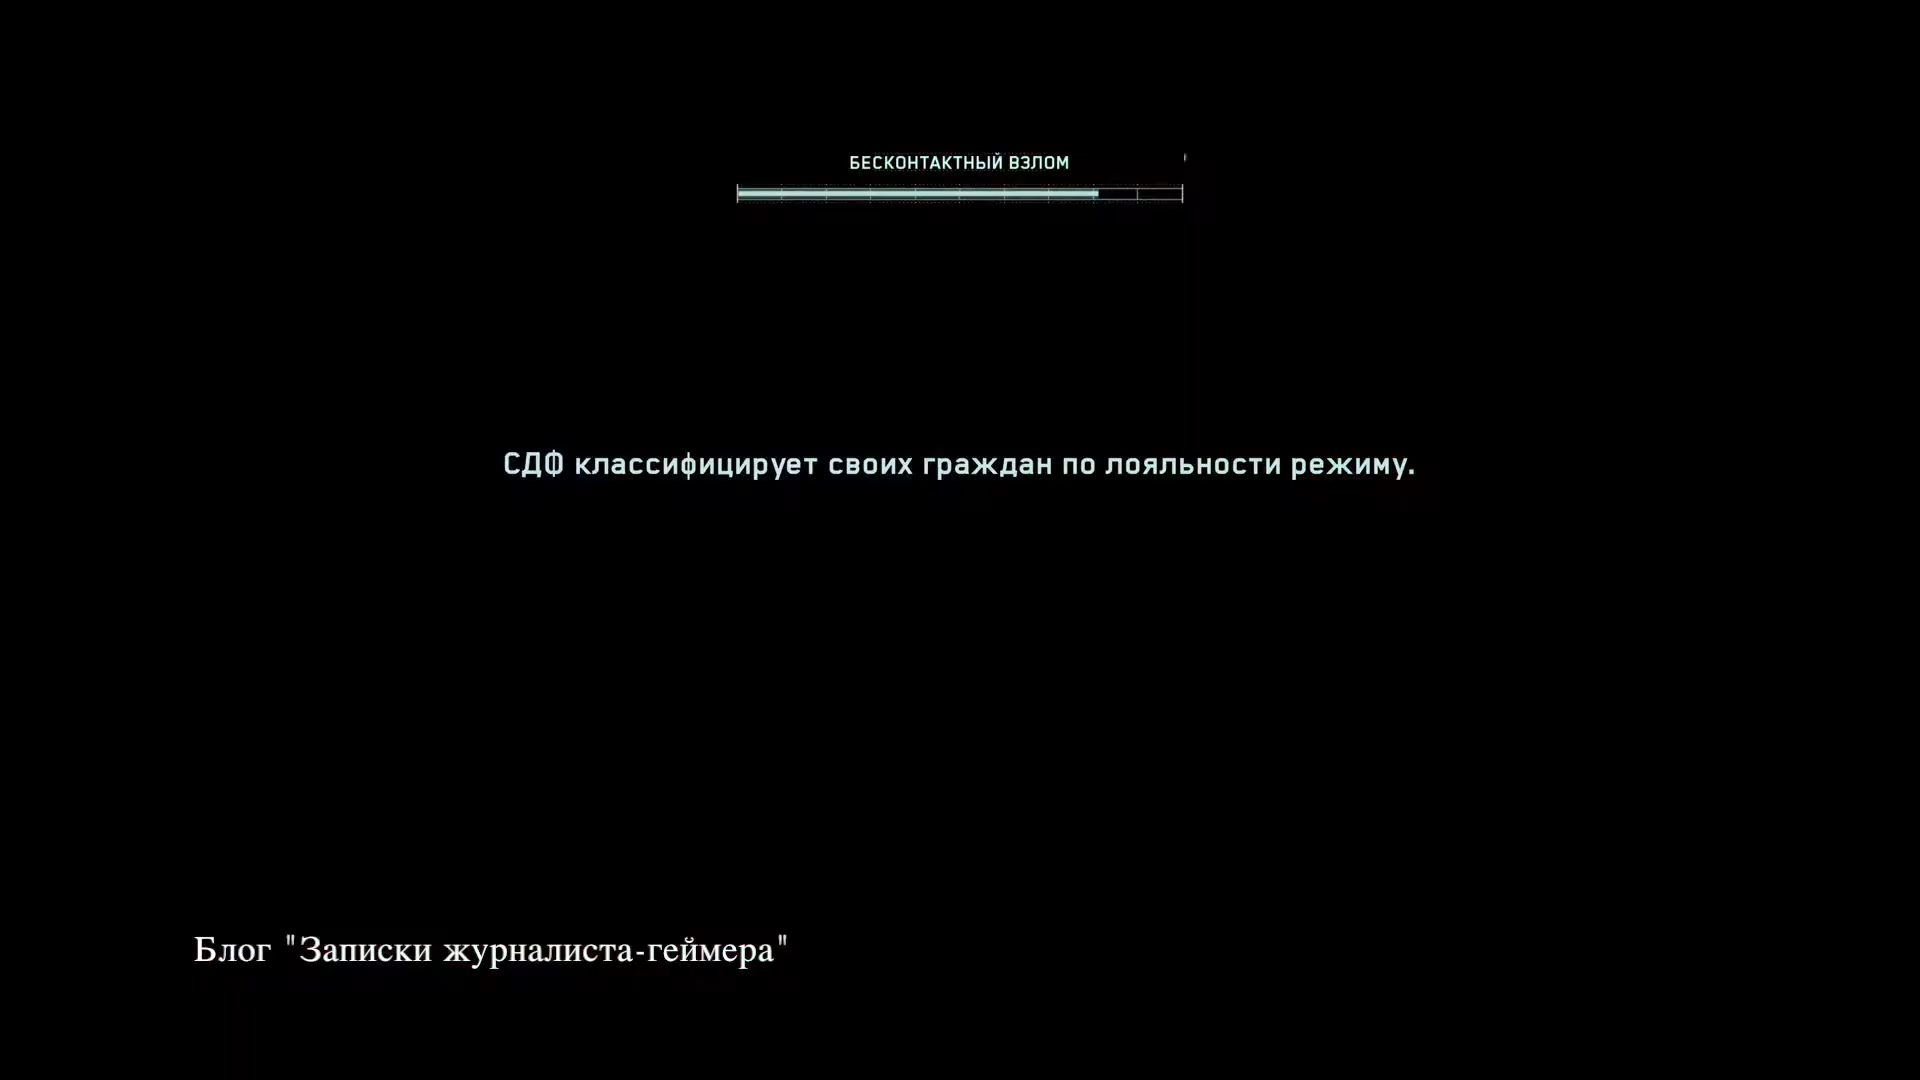 БЕСКОНТАКТНЫЙ ВЗЛОМ
СДФ классифицирует своих граждан по лояльности режиму.
Блог "Записки журналиста-геймера"